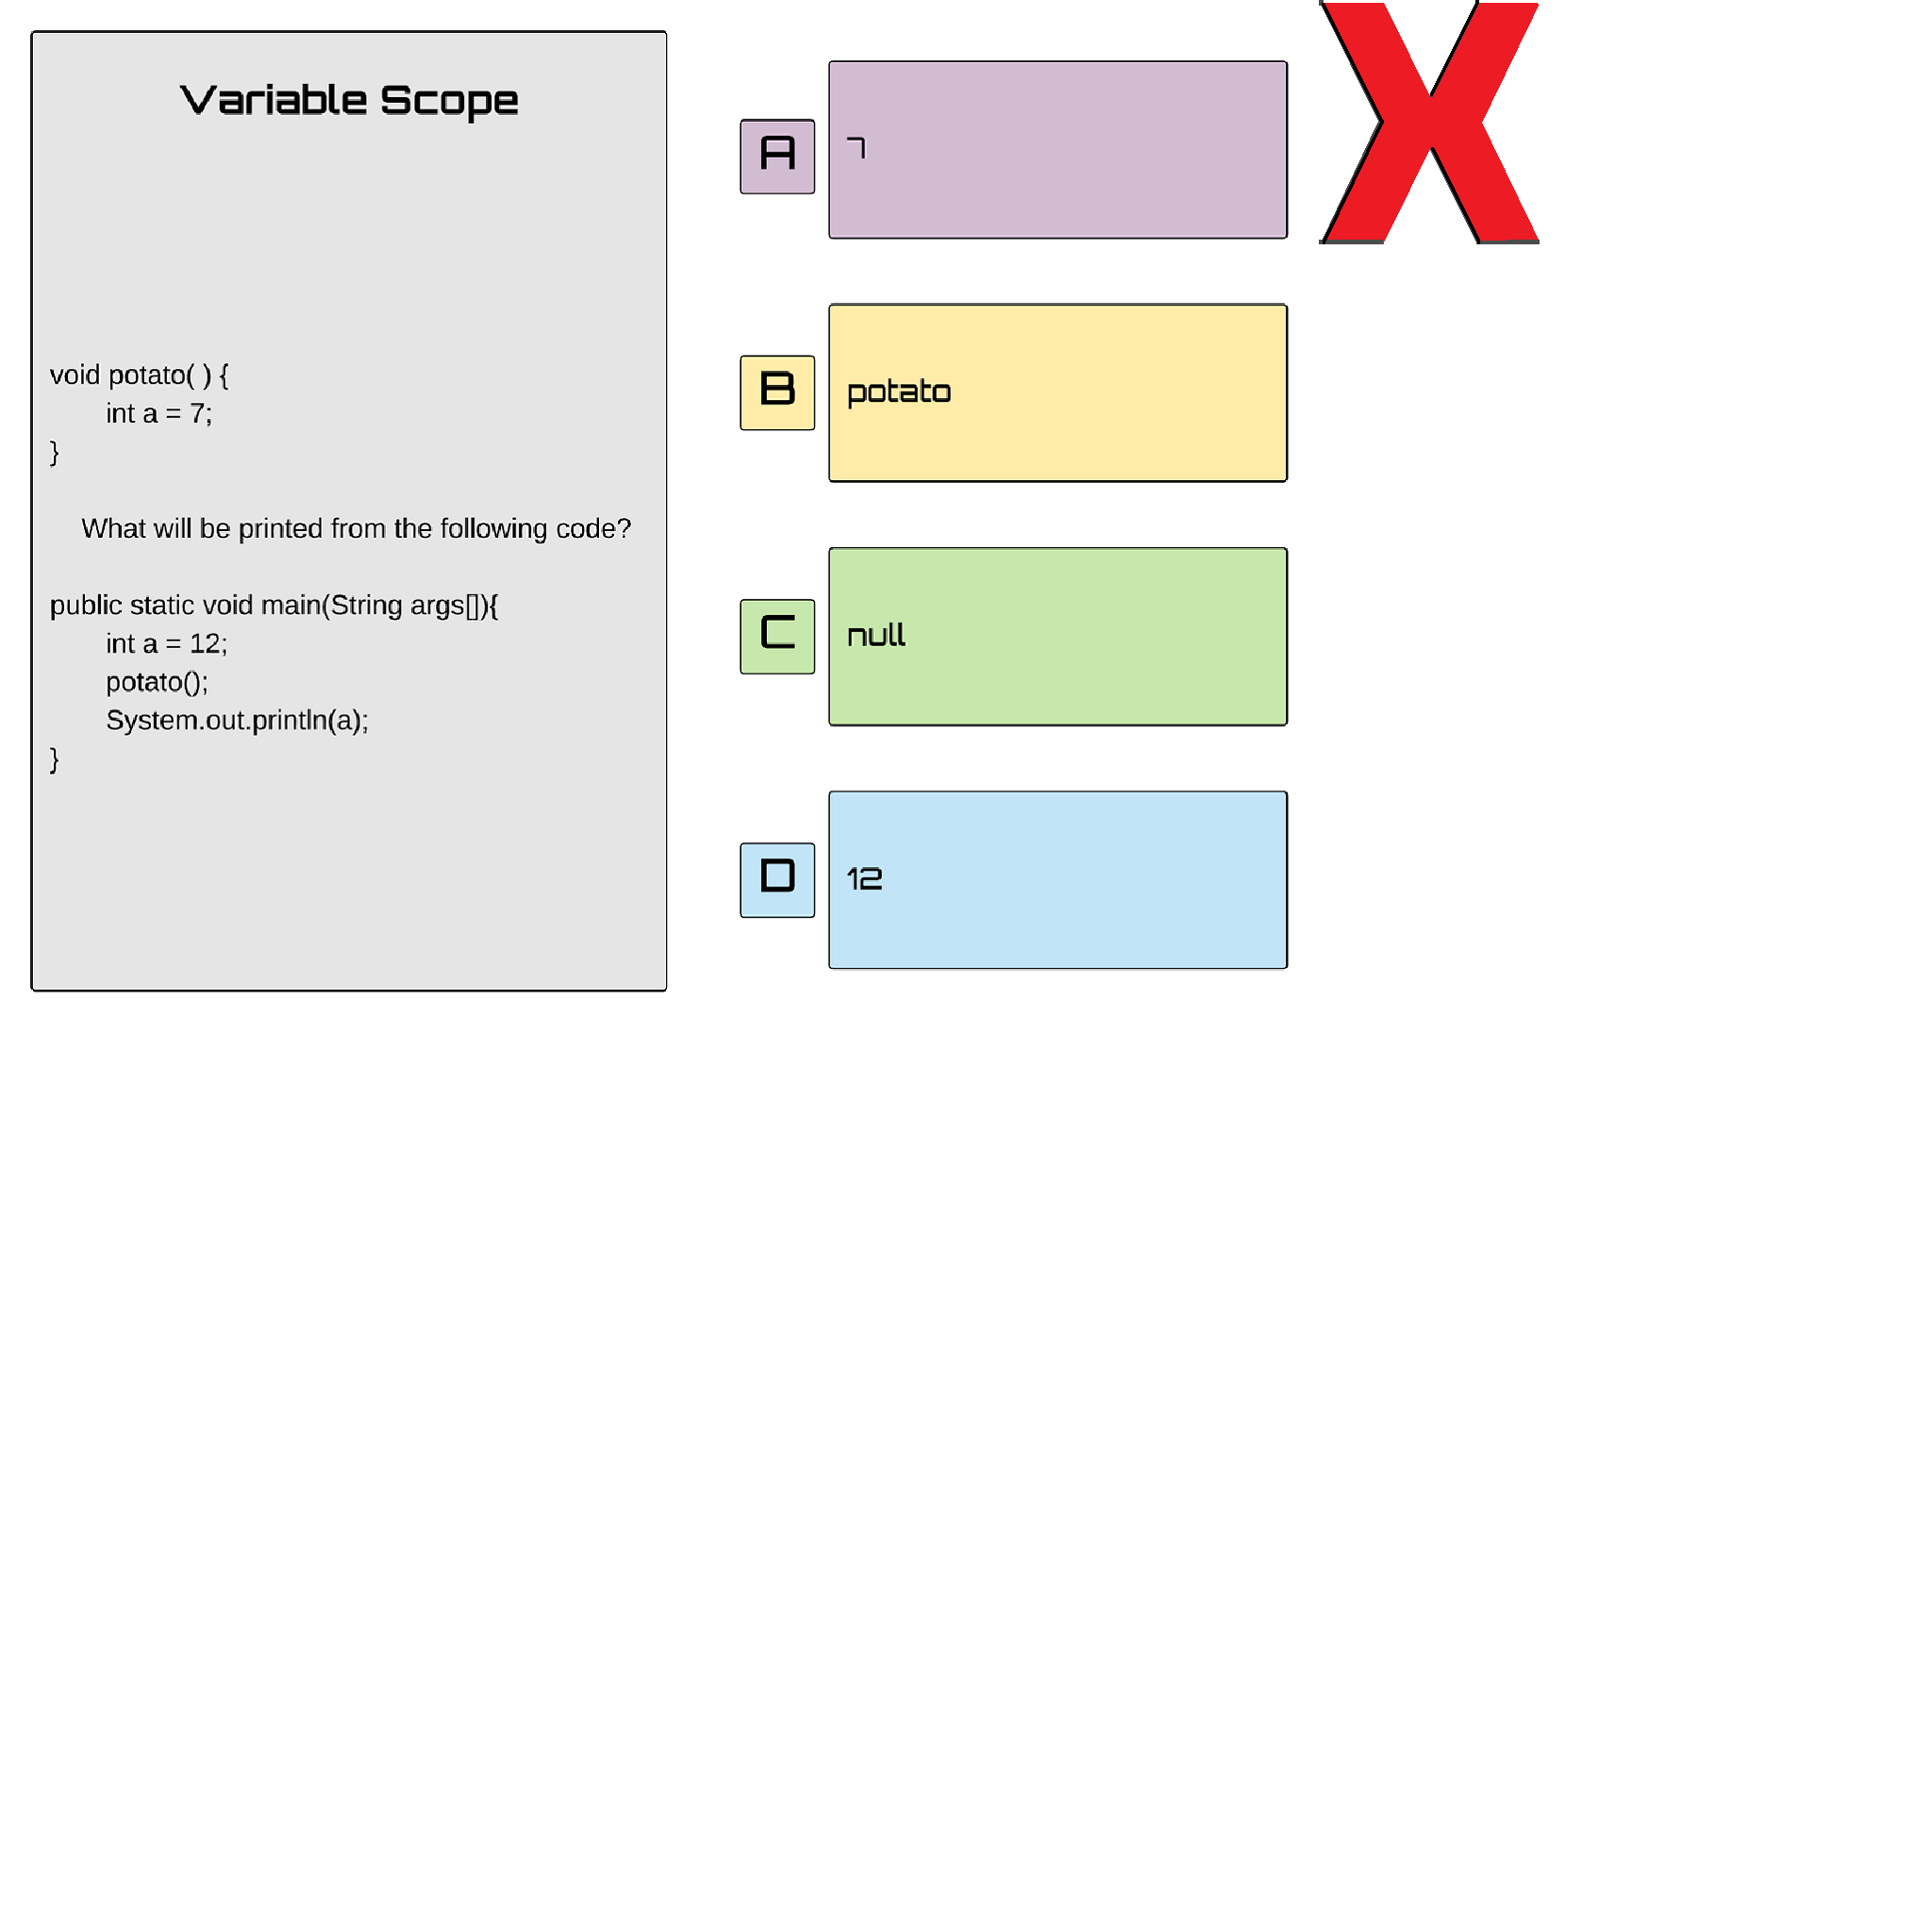 Variable Scope
void potato( ) {
int a = 7;
}
What will be printed from the following code?
public static void main(String args[]){
int a = 12;
potato();
System.out.println(a);
}
A
7
B
potato
C
null
D
12
X